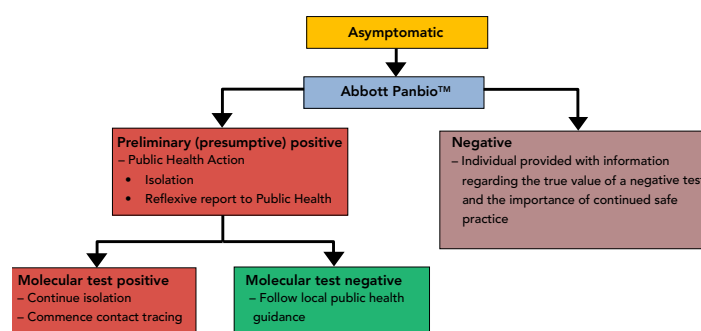 Asymptomatic
Abbott Panbio™
Preliminary (presumptive) positive
– Public Health Action
• Isolation
• Reflexive report to Public Health
Negative
– Individual provided with information
regarding the true value of a negative test
and the importance of continued safe
practice
Molecular test positive
– Continue isolation
– Commence contact tracing
Molecular test negative
– Follow local public health
guidance